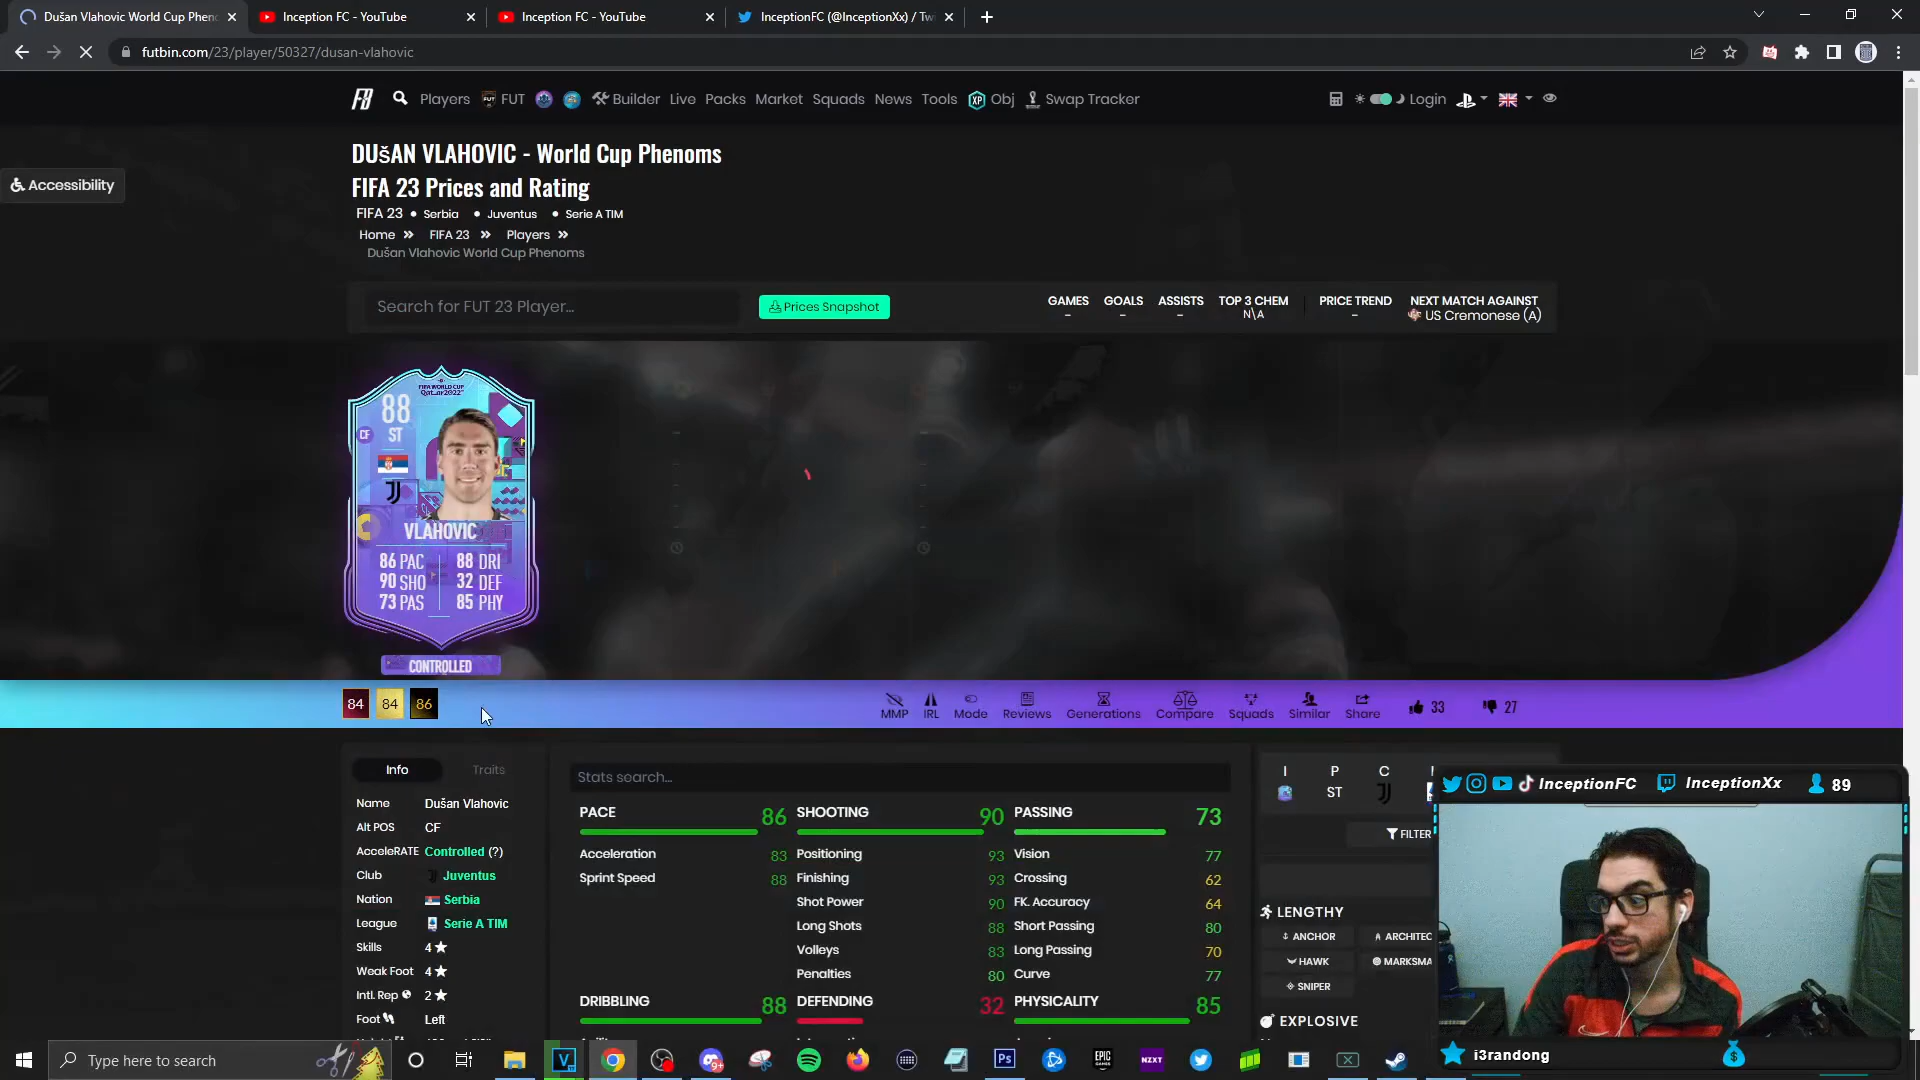 Dušan Vlahovic World Cup Phen
Inception FC - YouTube
Inception FC - YouTube
InceptionFC (@InceptionXx) / Tw
futbin.com/23/player/50327/dusan-vlahovic
Players FUT Builder Live Packs Market Squads News Tools XP Obj Swap Tracker Login
DUšAN VLAHOVIC - World Cup Phenoms
FIFA 23 Prices and Rating
Accessibility
FIFA 23 • Serbia • Juventus • Serie A TIM
Home » FIFA 23 » Players »
Dušan Vlahovic World Cup Phenoms
Search for FUT 23 Player...
Prices Snapshot
GAMES ASSISTS GOALS TOP 3 CHEM PRICE TREND NEXT MATCH AGAINST
- - - N\A - US Cremonese (A)
FIFA WORLD CUP
Qatar2022
88
CF
ST
VLAHOVIC
86 PAC 88 DRI
90 SHO 32 DEF
73 PAS 85 PHY
CONTROLLED
84 84 86
MMP IRL Mode Reviews Generations Compare Squads Similar Share 33 27
Info Traits
Name Dušan Vlahovic
Alt POS CF
AcceleRATE Controlled (?)
Club Juventus
Nation Serbia
League Serie A TIM
Skills 4
Weak Foot 4
Intl. Rep 2
Foot Left
Stats search...
PACE 86
Acceleration 83
Sprint Speed 88
SHOOTING 90
Positioning 93
Finishing 93
Shot Power 90
Long Shots 88
Volleys 83
Penalties 80
PASSING 73
Vision 77
Crossing 62
FK. Accuracy 64
Short Passing 80
Long Passing 70
Curve 77
DRIBBLING 88
DEFENDING 32
PHYSICALITY 85
I P C
ST
FILTER
LENGTHY
ANCHOR ARCHITEC
HAWK MARKSMA
SNIPER
EXPLOSIVE
InceptionFC InceptionXx 89
i3randong
Type here to search
9+
V
Ps
EPIC
GAMES
NZXT